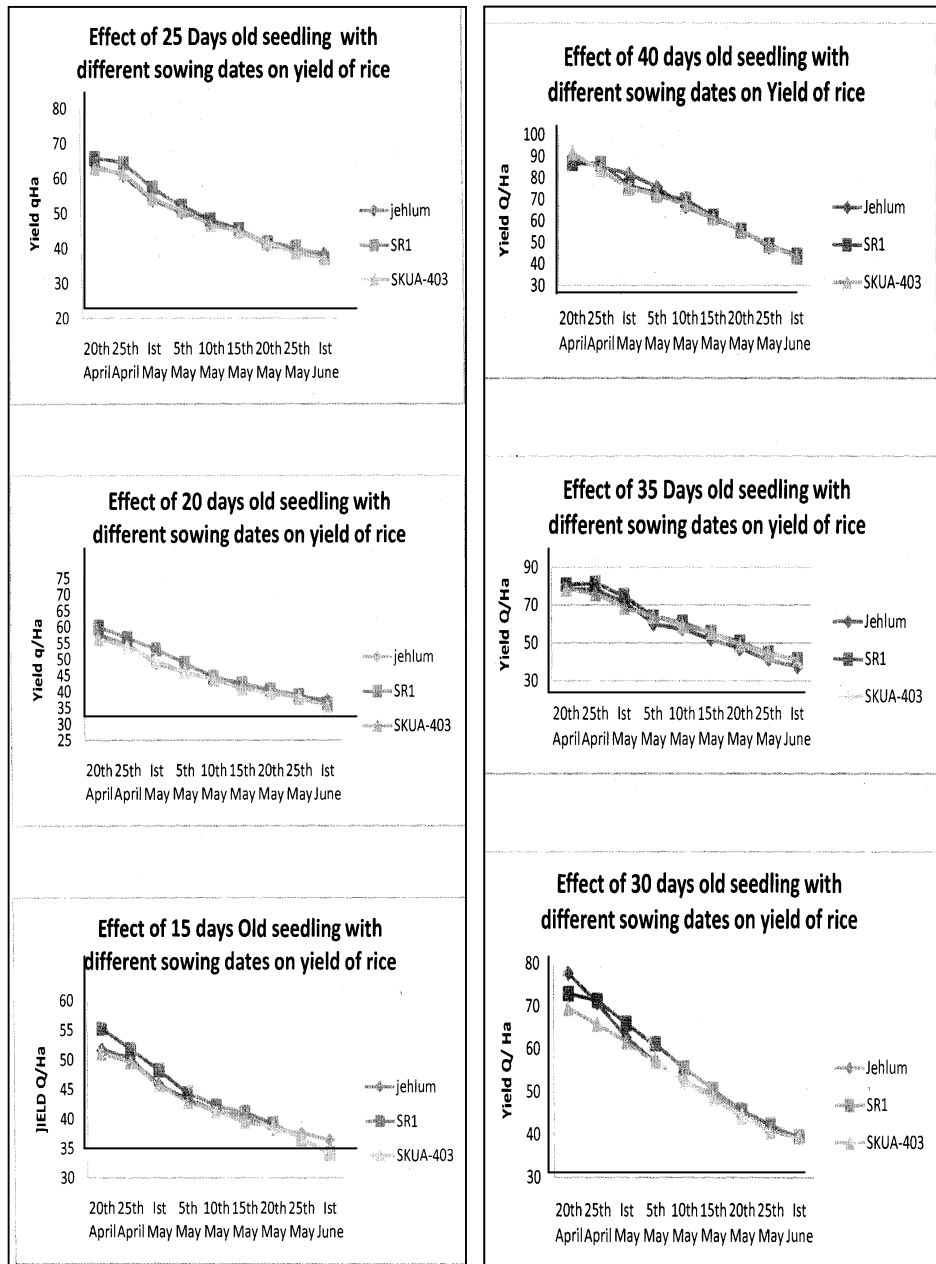 Effect of 25 Days old seedling with
different sowing dates on yield of rice
80
70
60
50
40
30
20
Yield qHa
20th 25th Ist 5th 10th 15th 20th 25th Ist
April April May May May May May May June
jehlum
SR1
SKUA-403
Effect of 20 days old seedling with
different sowing dates on yield of rice
75
70
65
60
55
50
45
40
35
30
25
Yield q/Ha
20th 25th Ist 5th 10th 15th 20th 25th Ist
April April May May May May May May June
jehlum
SR1
SKUA-403
Effect of 15 days Old seedling with
different sowing dates on yield of rice
60
55
50
45
40
35
30
JIELD Q/Ha
20th 25th Ist 5th 10th 15th 20th 25th Ist
April April May May May May May May June
jehlum
SR1
SKUA-403
Effect of 40 days old seedling with
different sowing dates on Yield of rice
100
90
80
70
60
50
40
30
Yield Q/Ha
20th 25th Ist 5th 10th 15th 20th 25th Ist
April April May May May May May May June
Jehlum
SR1
SKUA-403
Effect of 35 Days old seedling with
different sowing dates on yield of rice
90
70
50
30
Yield Q/Ha
20th 25th Ist 5th 10th 15th 20th 25th Ist
April April May May May May May May June
Jehlum
SR1
SKUA-403
Effect of 30 days old seedling with
different sowing dates on yield of rice
80
70
60
50
40
30
Yield Q/ Ha
20th 25th Ist 5th 10th 15th 20th 25th Ist
April April May May May May May May June
Jehlum
SR1
SKUA-403